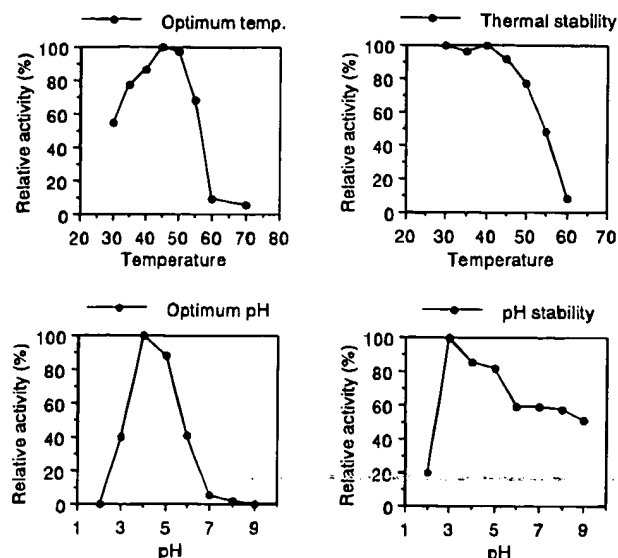 Optimum temp.
Relative activity (%)
100
80
60
40
20
0
20 30 40 50 60 70 80
Temperature
Thermal stability
Relative activity (%)
100
80
60
40
20
0
20 30 40 50 60 70
Temperature
Optimum pH
Relative activity (%)
100
80
60
40
20
0
1 3 5 7 9
pH
pH stability
Relative activity (%)
100
80
60
40
20
0
1 3 5 7 9
pH